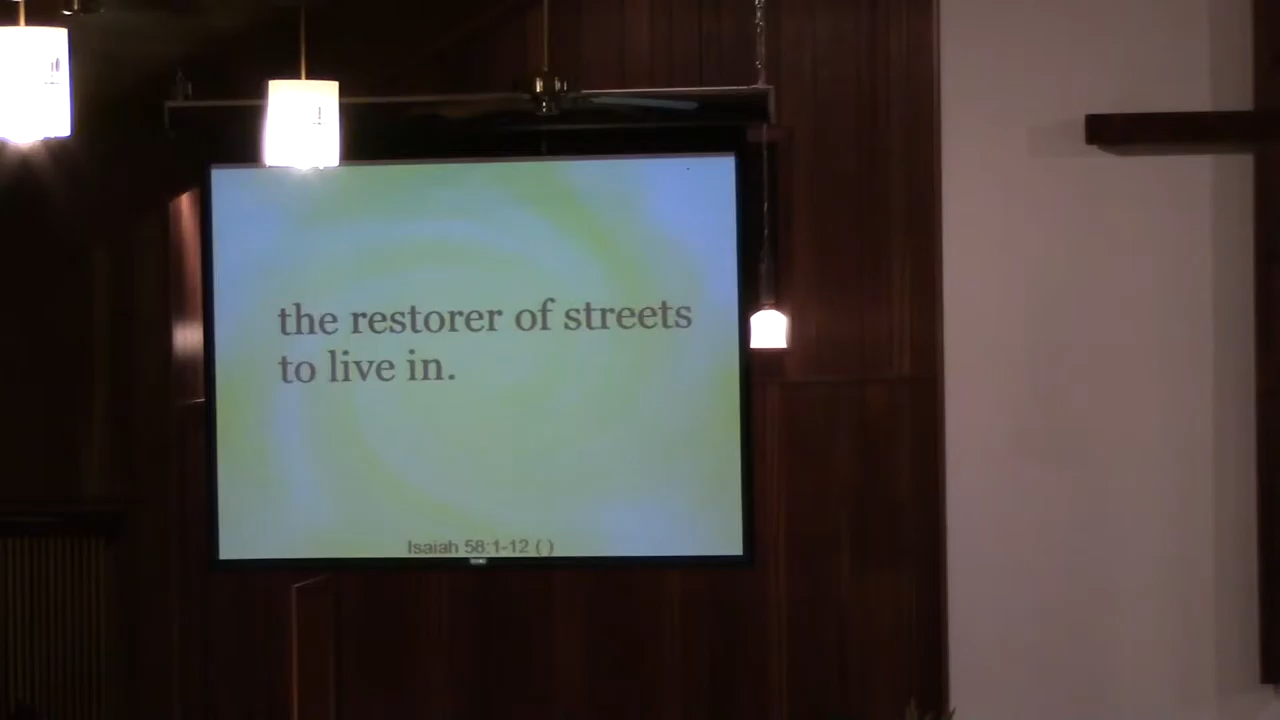 the restorer of streets
to live in.
Isaiah 58:1-12 ( )